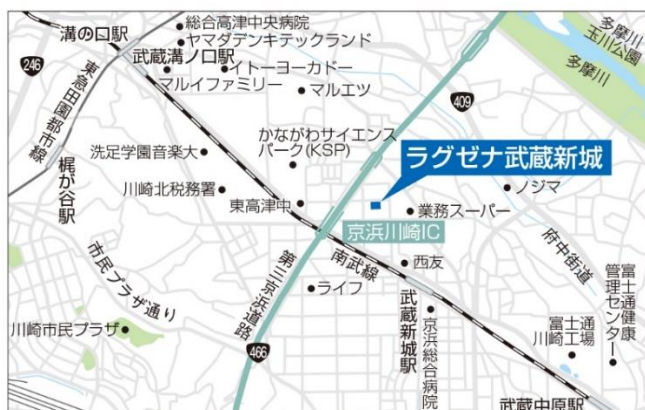 溝の口駅
総合高津中央病院
ヤマダデンキテックランド
246
武蔵溝ノ口駅
イトーヨーカドー
マルイファミリー
マルエツ
409
多摩川
玉川公園
多摩川
東急田園都市線
梶が谷駅
洗足学園音楽大
かながわサイエンス
パーク(KSP)
ラグゼナ武蔵新城
川崎北税務署
東高津中
業務スーパー
ノジマ
京浜川崎IC
府中街道
市民プラザ通り
第三京浜道路
南武線
西友
ライフ
武蔵新城駅
京浜総合病院
富士通
川崎工場
富士通健康
管理センター
川崎市民プラザ
466
武蔵中原駅